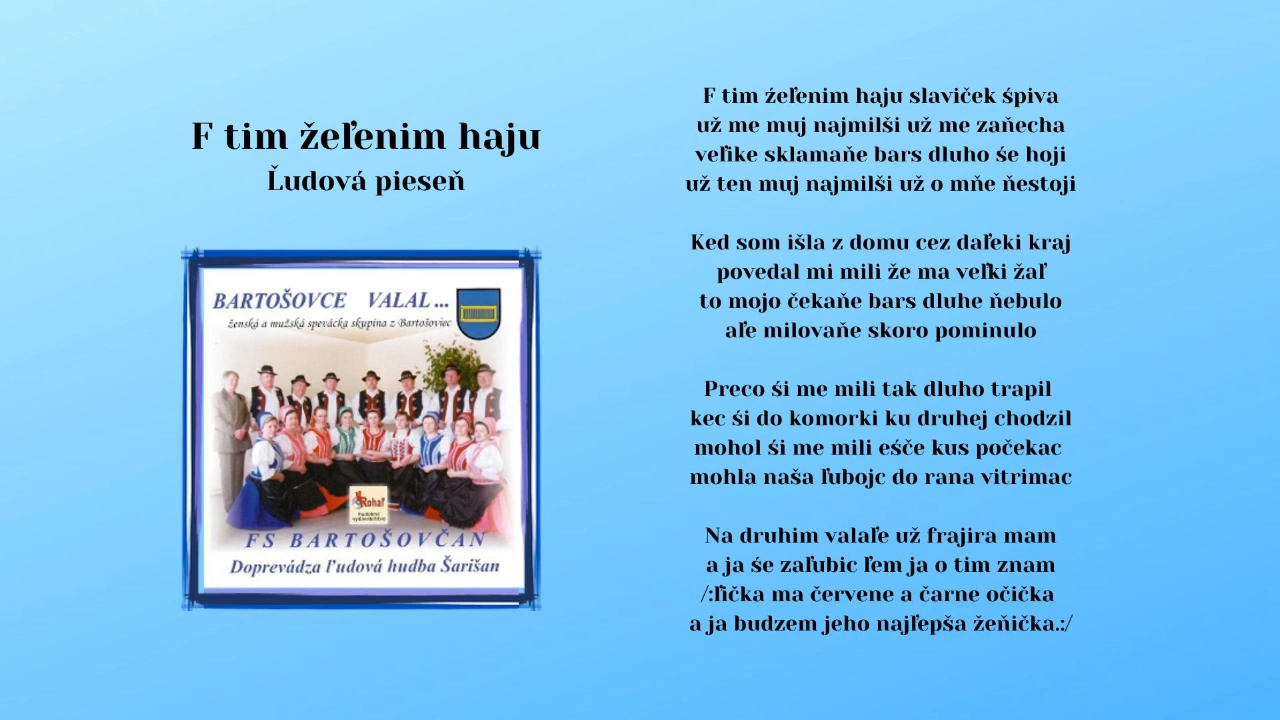 F tim žeľenim haju
Ľudová pieseň
BARTOŠOVCE VALAL ...
ženská a mužská spevácka skupina z Bartošoviec
Rohaľ
hudobné
vydavateľstvo
FS BARTOŠOVČAN
Doprevádza ľudová hudba Šarišan
F tim źeľenim haju slaviček śpiva
už me muj najmilši už me zaňecha
veľike sklamaňe bars dluho śe hoji
už ten muj najmilši už o mňe ňestoji
Ked som išla z domu cez daľeki kraj
povedal mi mili že ma veľki žaľ
to mojo čekaňe bars dluhe ňebulo
aľe milovaňe skoro pominulo
Preco śi me mili tak dluho trapil
kec śi do komorki ku druhej chodzil
mohol śi me mili eśče kus počekac
mohla naša ľubojc do rana vitrimac
Na druhim valaľe už frajira mam
a ja śe zaľubic ľem ja o tim znam
/:ľička ma červene a čarne očička
a ja budzem jeho najľepša žeňička.:/